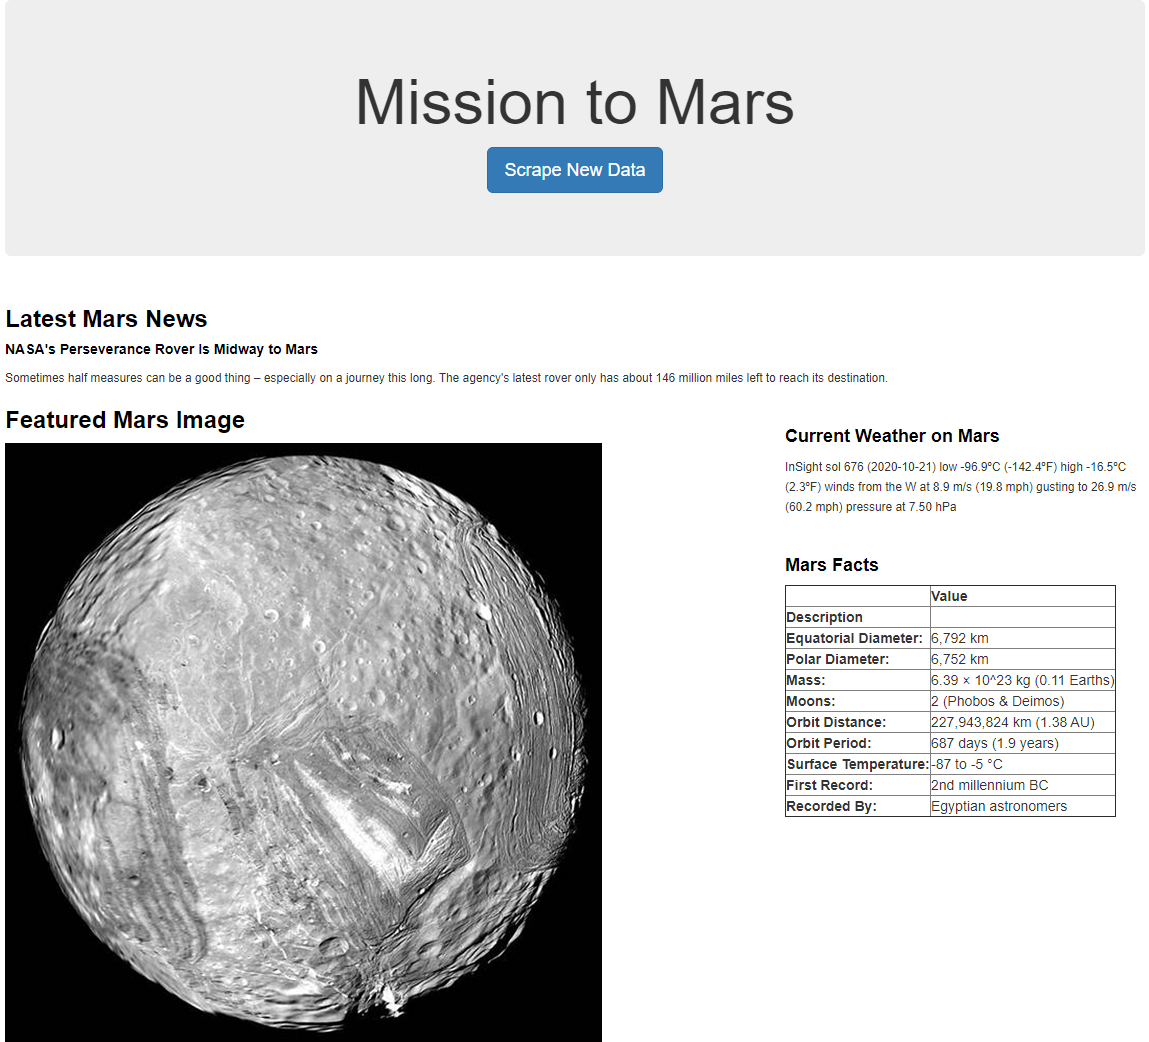 Mission to Mars
Scrape New Data
Latest Mars News
NASA's Perseverance Rover Is Midway to Mars
Sometimes half measures can be a good thing – especially on a journey this long. The agency's latest rover only has about 146 million miles left to reach its destination.
Featured Mars Image
Current Weather on Mars
InSight sol 676 (2020-10-21) low -96.9ºC (-142.4ºF) high -16.5ºC
(2.3ºF) winds from the W at 8.9 m/s (19.8 mph) gusting to 26.9 m/s
(60.2 mph) pressure at 7.50 hPa
Mars Facts
Value
Description
Equatorial Diameter: 6,792 km
Polar Diameter: 6,752 km
Mass: 6.39 × 10^23 kg (0.11 Earths)
Moons: 2 (Phobos & Deimos)
Orbit Distance: 227,943,824 km (1.38 AU)
Orbit Period: 687 days (1.9 years)
Surface Temperature: -87 to -5 °C
First Record: 2nd millennium BC
Recorded By: Egyptian astronomers